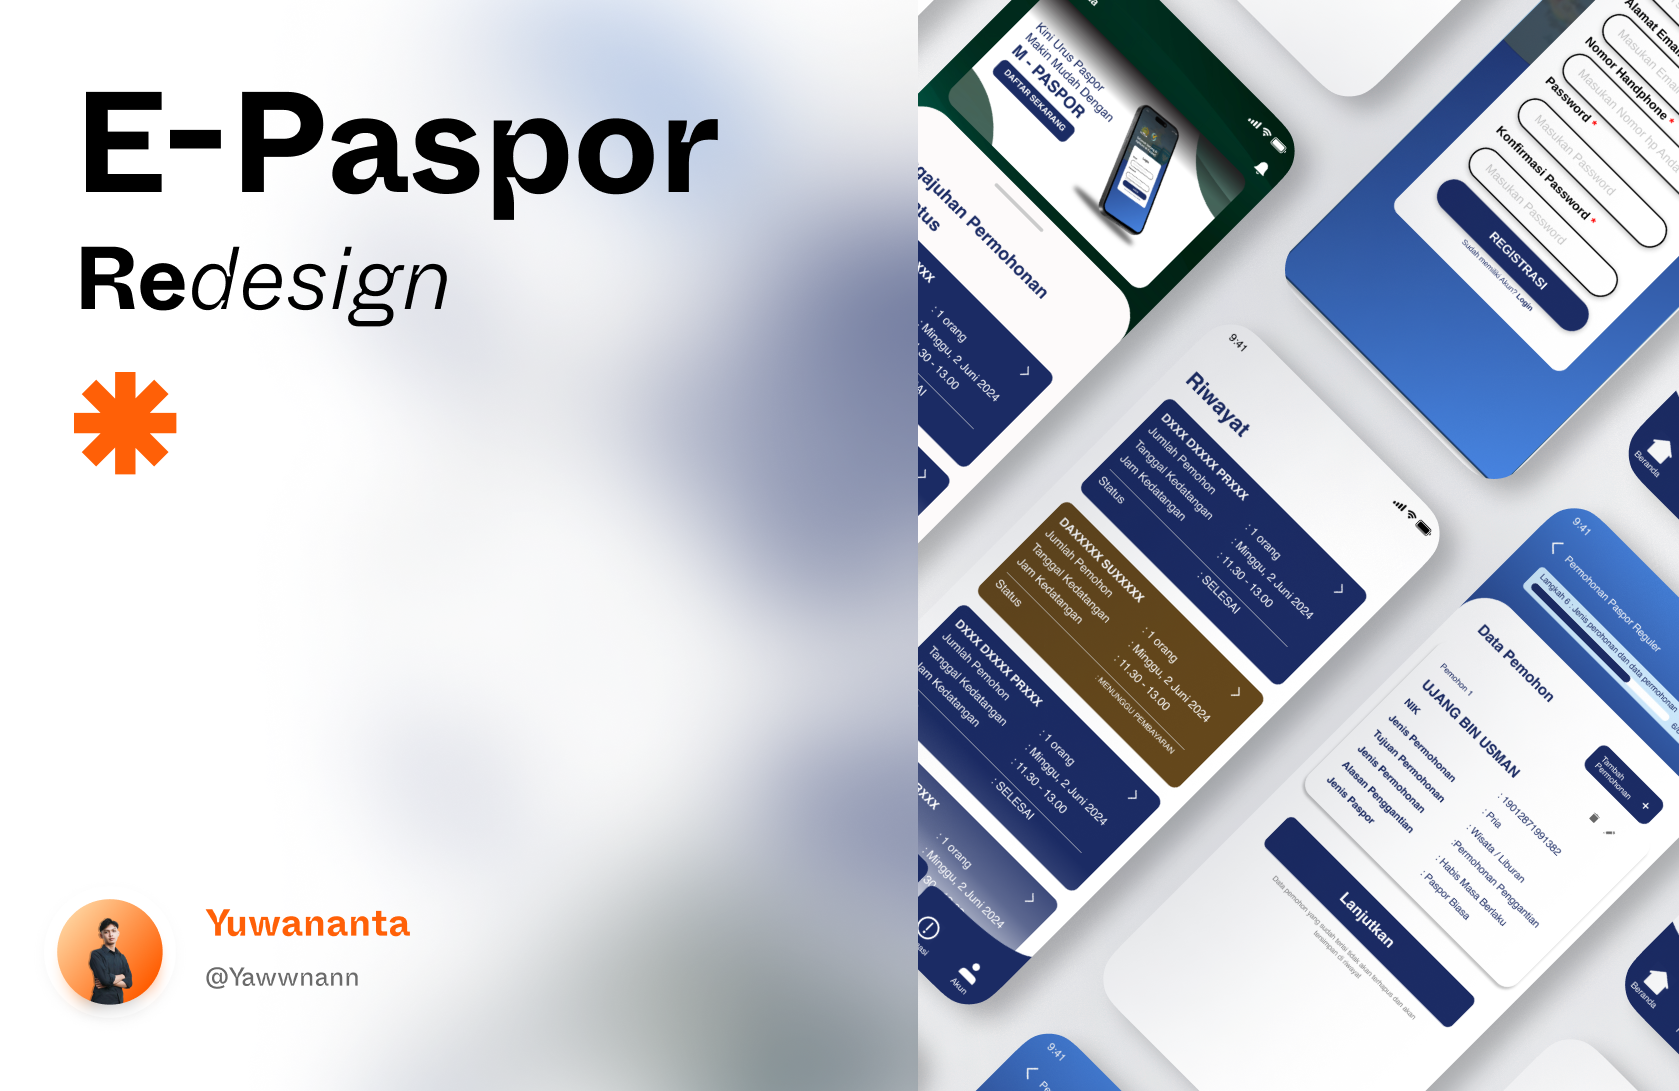 E-Paspor
Redesign
Yuwananta
@Yawwnann
Kini Urus Paspor
Makin Mudah Dengan
M - PASPOR
DAFTAR SEKARANG
gajuhan Permohonan
atus
: 1 orang
: Minggu, 2 Juni 2024
.30 - 13.00
Alamat Email
Masukan Email
Nomor Handphone *
Masukan Nomor hp Anda
Password *
Masukan Password
Konfirmasi Password *
Masukan Password
REGISTRASI
Sudah memiliki Akun? Login
9:41
Riwayat
DXXX DXXXX PRXXX
Jumlah Pemohon : 1 orang
Tanggal Kedatangan : Minggu, 2 Juni 2024
Jam Kedatangan : 11.30 - 13.00
Status : SELESAI
DAXXXXX SUXXXXX
Jumlah Pemohon : 1 orang
Tanggal Kedatangan : Minggu, 2 Juni 2024
Jam Kedatangan : 11.30 - 13.00
Status : MENUNGGU PEMBAYARAN
DXXX DXXXX PRXXX
Jumlah Pemohon : 1 orang
Tanggal Kedatangan : Minggu, 2 Juni 2024
Jam Kedatangan : 11.30 - 13.00
: SELESAI
RXXX
: 1 orang
: Minggu, 2 Juni 2024
Akun
Beranda
9:41
Permohonan Paspor Reguler
Langkah 6 : Jenis perohonan dan data permohonan
Data Pemohon
Pemohon 1
UJANG BIN USMAN
Tambah
Permohonan +
NIK : 19012871991382
Jenis Permohonan : Pria
Tujuan Permohonan : Wisata / Liburan
Jenis Permohonan :Permohonan Penggantian
Alasan Penggantian : Habis Masa Berlaku
Jenis Paspor : Paspor Biasa
Lanjutkan
Data pemohon yang sudah terisi tidak akan terhapus dan akan
tersimpan di riwayat
Beranda
9:41